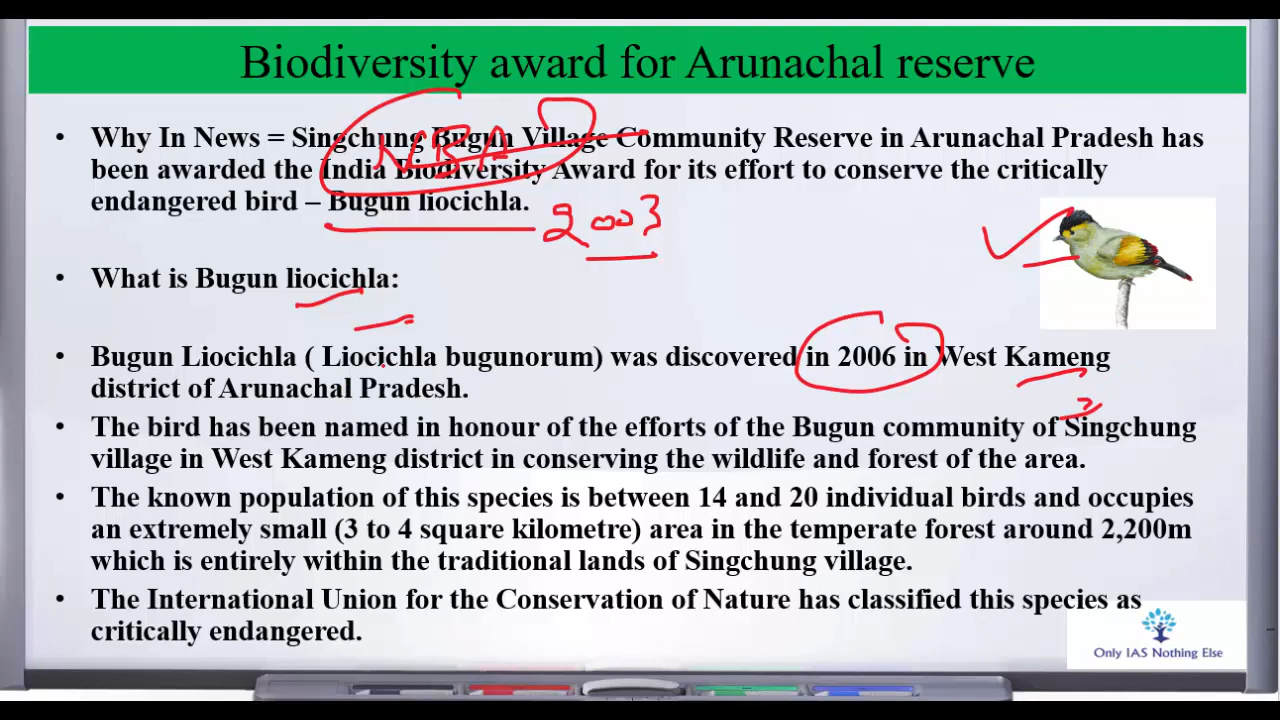 Biodiversity award for Arunachal reserve
• Why In News = Singchung Bugun Village Community Reserve in Arunachal Pradesh has
been awarded the India Biodiversity Award for its effort to conserve the critically
endangered bird – Bugun liocichla.
NBA
2003
• What is Bugun liocichla:
• Bugun Liocichla ( Liocichla bugunorum) was discovered in 2006 in West Kameng
district of Arunachal Pradesh.
• The bird has been named in honour of the efforts of the Bugun community of Singchung
village in West Kameng district in conserving the wildlife and forest of the area.
• The known population of this species is between 14 and 20 individual birds and occupies
an extremely small (3 to 4 square kilometre) area in the temperate forest around 2,200m
which is entirely within the traditional lands of Singchung village.
• The International Union for the Conservation of Nature has classified this species as
critically endangered.
Only IAS Nothing Else